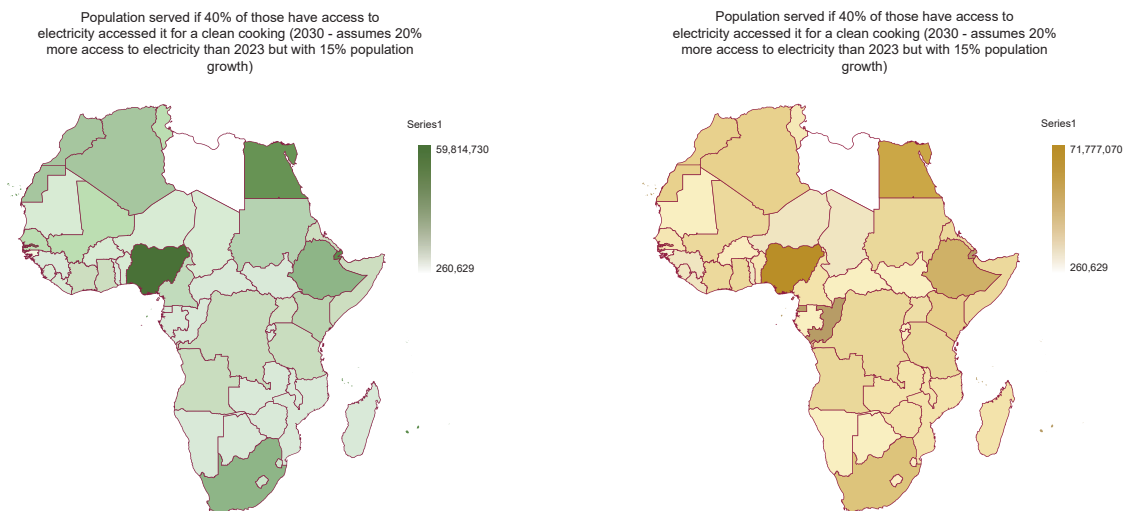 Population served if 40% of those have access to
electricity accessed it for a clean cooking (2030 - assumes 20%
more access to electricity than 2023 but with 15% population
growth)
Series1
59,814,730
260,629
Population served if 40% of those have access to
electricity accessed it for a clean cooking (2030 - assumes 20%
more access to electricity than 2023 but with 15% population
growth)
Series1
71,777,070
260,629